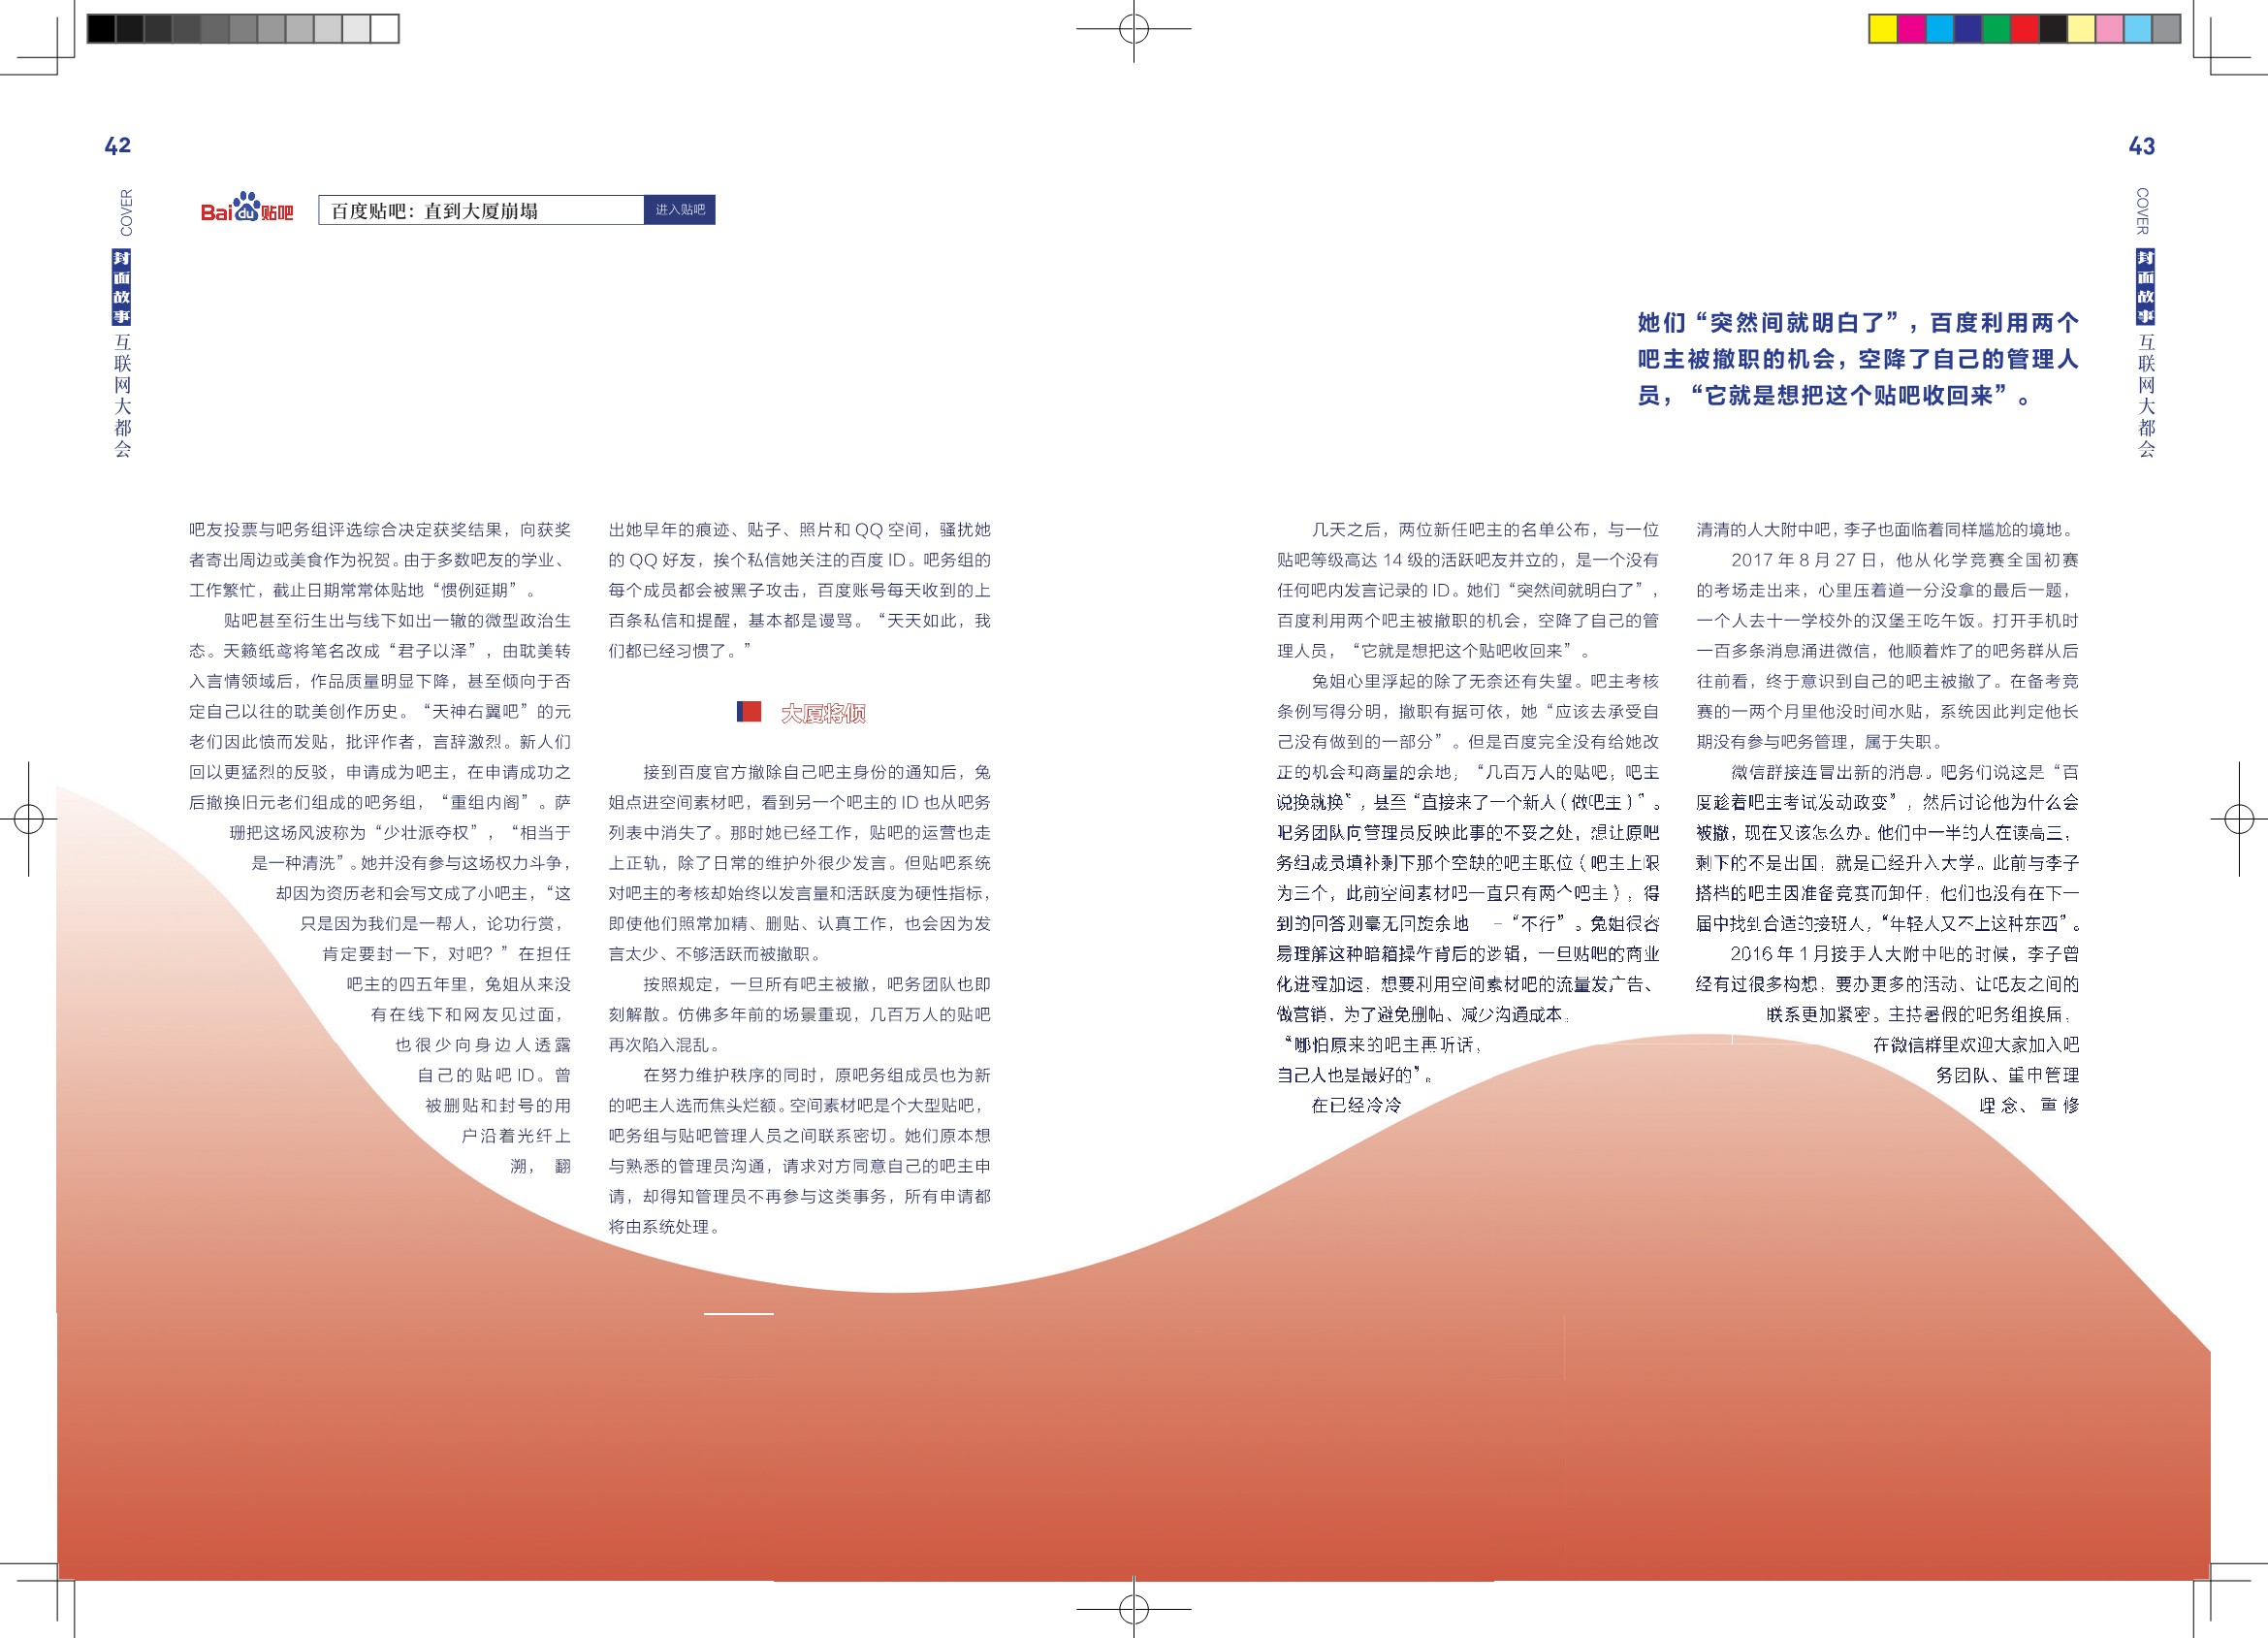 42
COVER
封面故事
互联网大都会
Bai du 贴吧
百度贴吧：直到大厦崩塌
进入贴吧
吧友投票与吧务组评选综合决定获奖结果，向获奖
者寄出周边或美食作为祝贺。由于多数吧友的学业、
工作繁忙，截止日期常常体贴地“惯例延期”。
贴吧甚至衍生出与线下如出一辙的微型政治生
态。天籁纸鸢将笔名改成“君子以泽”，由耽美转
入言情领域后，作品质量明显下降，甚至倾向于否
定自己以往的耽美创作历史。“天神右翼吧”的元
老们因此愤而发贴，批评作者，言辞激烈。新人们
回以更猛烈的反驳，申请成为吧主，在申请成功之
后撤换旧元老们组成的吧务组，“重组内阁”。萨
珊把这场风波称为“少壮派夺权”，“相当于
是一种清洗”。她并没有参与这场权力斗争，
却因为资历老和会写文成了小吧主，“这
只是因为我们是一帮人，论功行赏，
肯定要封一下，对吧？”在担任
吧主的四五年里，兔姐从来没
有在线下和网友见过面，
也很少向身边人透露
自己的贴吧 ID。曾
被删贴和封号的用
户沿着光纤上
溯，翻
出她早年的痕迹、贴子、照片和 QQ 空间，骚扰她
的 QQ 好友，挨个私信她关注的百度 ID。吧务组的
每个成员都会被黑子攻击，百度账号每天收到的上
百条私信和提醒，基本都是谩骂。“天天如此，我
们都已经习惯了。”
大厦将倾
接到百度官方撤除自己吧主身份的通知后，兔
姐点进空间素材吧，看到另一个吧主的 ID 也从吧务
列表中消失了。那时她已经工作，贴吧的运营也走
上正轨，除了日常的维护外很少发言。但贴吧系统
对吧主的考核却始终以发言量和活跃度为硬性指标，
即使他们照常加精、删贴、认真工作，也会因为发
言太少、不够活跃而被撤职。
按照规定，一旦所有吧主被撤，吧务团队也即
刻解散。仿佛多年前的场景重现，几百万人的贴吧
再次陷入混乱。
在努力维护秩序的同时，原吧务组成员也为新
的吧主人选而焦头烂额。空间素材吧是个大型贴吧，
吧务组与贴吧管理人员之间联系密切。她们原本想
与熟悉的管理员沟通，请求对方同意自己的吧主申
请，却得知管理员不再参与这类事务，所有申请都
将由系统处理。
43
COVER
封面故事
互联网大都会
她们“突然间就明白了”，百度利用两个
吧主被撤职的机会，空降了自己的管理人
员，“它就是想把这个贴吧收回来”。
几天之后，两位新任吧主的名单公布，与一位
贴吧等级高达 14 级的活跃吧友并立的，是一个没有
任何吧内发言记录的 ID。她们“突然间就明白了”，
百度利用两个吧主被撤职的机会，空降了自己的管
理人员，“它就是想把这个贴吧收回来”。
兔姐心里浮起的除了无奈还有失望。吧主考核
条例写得分明，撤职有据可依，她“应该去承受自
己没有做到的一部分”。但是百度完全没有给她改
正的机会和商量的余地，“几百万人的贴吧，吧主
说换就换”，甚至“直接来了一个新人（做吧主）”。
吧务团队向管理员反映此事的不妥之处，想让原吧
务组成员填补剩下那个空缺的吧主职位（吧主上限
为三个，此前空间素材吧一直只有两个吧主），得
到的回答则毫无回旋余地——“不行”。兔姐很容
易理解这种暗箱操作背后的逻辑，一旦贴吧的商业
化进程加速，想要利用空间素材吧的流量发广告、
做营销，为了避免删帖、减少沟通成本，
“哪怕原来的吧主再听话，
自己人也是最好的”。
在已经冷冷
清清的人大附中吧，李子也面临着同样尴尬的境地。
2017 年 8 月 27 日，他从化学竞赛全国初赛
的考场走出来，心里压着道一分没拿的最后一题，
一个人去十一学校外的汉堡王吃午饭。打开手机时
一百多条消息涌进微信，他顺着炸了的吧务群从后
往前看，终于意识到自己的吧主被撤了。在备考竞
赛的一两个月里他没时间水贴，系统因此判定他长
期没有参与吧务管理，属于失职。
微信群接连冒出新的消息。吧务们说这是“百
度趁着吧主考试发动政变”，然后讨论他为什么会
被撤，现在又该怎么办。他们中一半的人在读高三，
剩下的不是出国，就是已经升入大学。此前与李子
搭档的吧主因准备竞赛而卸任，他们也没有在下一
届中找到合适的接班人，“年轻人又不上这种东西”。
2016 年 1 月接手人大附中吧的时候，李子曾
经有过很多构想，要办更多的活动、让吧友之间的
联系更加紧密。主持暑假的吧务组换届，
在微信群里欢迎大家加入吧
务团队、重申管理
理念、重修